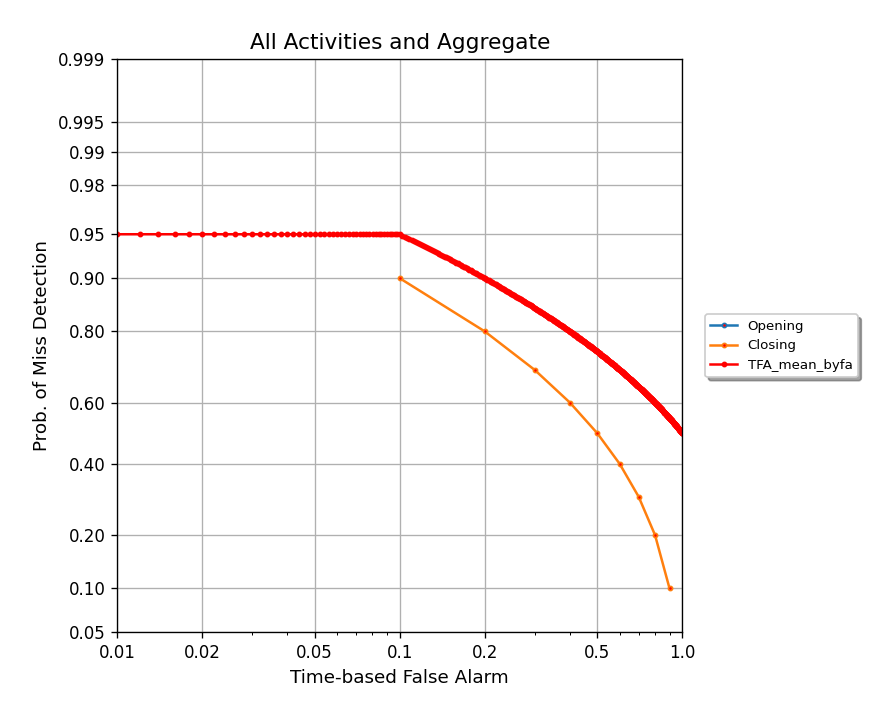 All Activities and Aggregate
0.999
0.995
0.99
0.98
0.95
0.90
0.80
0.60
0.40
0.20
0.10
0.05
Prob. of Miss Detection
0.01 0.02 0.05 0.1 0.2 0.5 1.0
Time-based False Alarm
Opening
Closing
TFA_mean_byfa